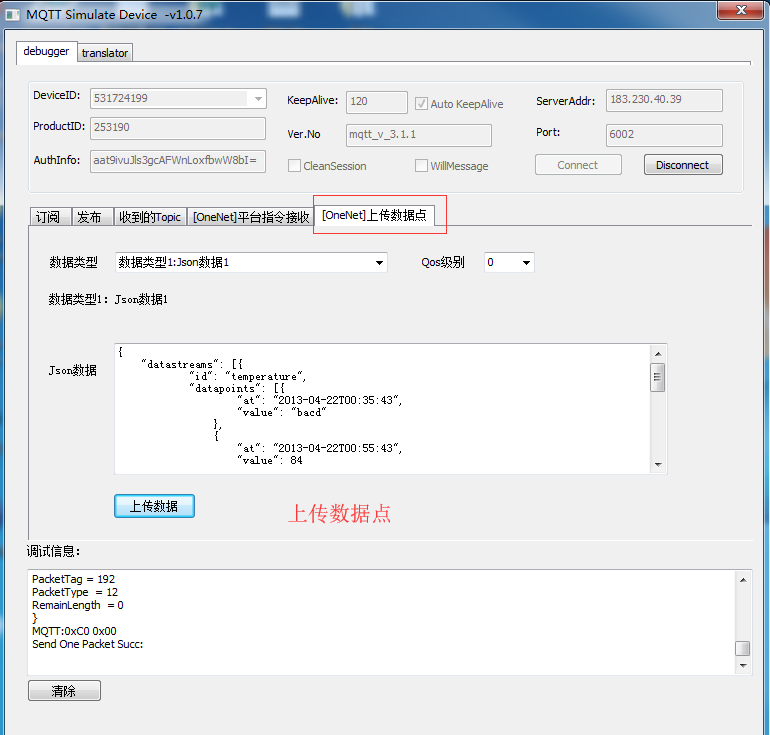 MQTT Simulate Device -v1.0.7
debugger translator
DeviceID: 531724199 KeepAlive: 120 Auto KeepAlive ServerAddr: 183.230.40.39
ProductID: 253190 Ver.No mqtt_v_3.1.1 Port: 6002
AuthInfo: aat9ivuJls3gcAFWnLoxfbwW8bI= CleanSession WillMessage Connect Disconnect
订阅 发布 收到的Topic [OneNet]平台指令接收 [OneNet]上传数据点
数据类型 数据类型1:Json数据1 Qos级别 0
数据类型1: Json数据1
Json数据
{
"datastreams": [{
"id": "temperature",
"datapoints": [{
"at": "2013-04-22T00:35:43",
"value": "bacd"
},
{
"at": "2013-04-22T00:55:43",
"value": 84
上传数据
上传数据点
调试信息:
PacketTag = 192
PacketType = 12
RemainLength = 0
}
MQTT:0xC0 0x00
Send One Packet Succ:
清除